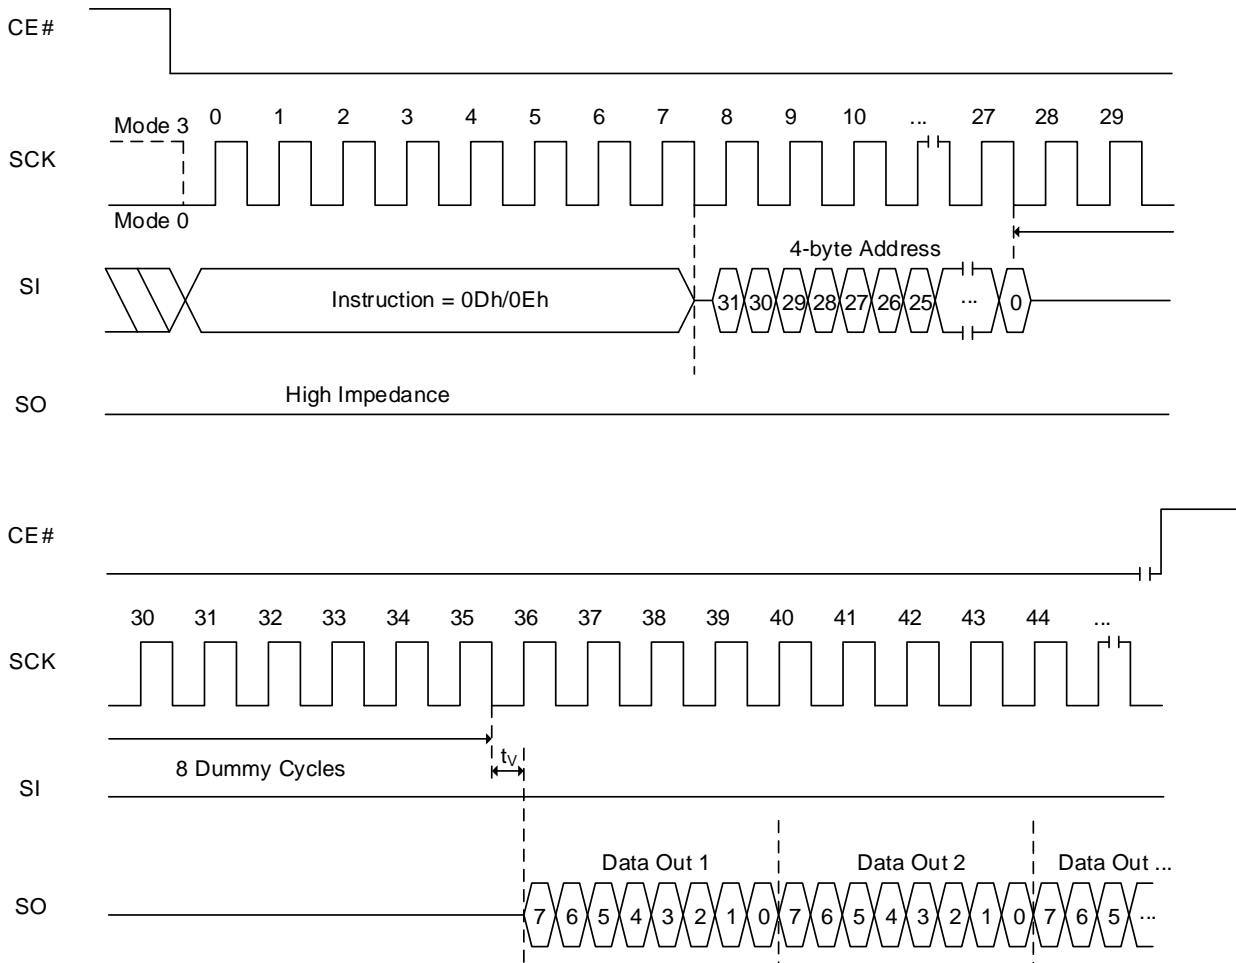 CE#
0 1 2 3 4 5 6 7 8 9 10 ... 27 28 29
Mode 3
SCK
Mode 0
4-byte Address
SI
Instruction = 0Dh/0Eh
31 30 29 28 27 26 25 ... 0
High Impedance
SO
CE#
30 31 32 33 34 35 36 37 38 39 40 41 42 43 44 ...
SCK
tV
8 Dummy Cycles
SI
Data Out 1 Data Out 2 Data Out ...
SO
7 6 5 4 3 2 1 0 7 6 5 4 3 2 1 0 7 6 5 ...